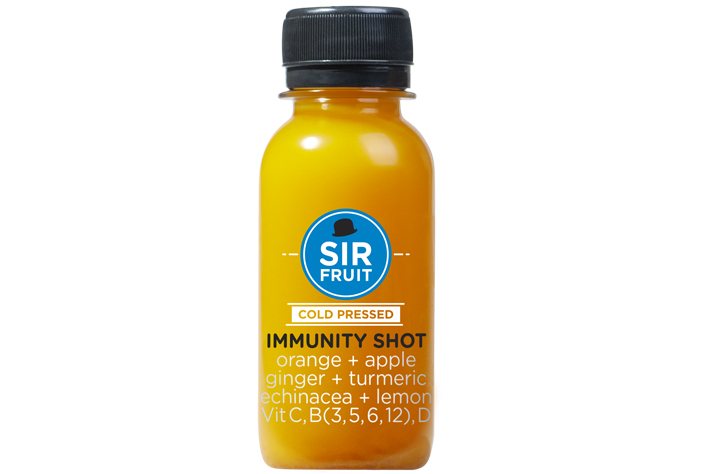 SIR
FRUIT
COLD PRESSED
IMMUNITY SHOT
orange + apple
ginger + turmeric
echinacea + lemon
Vit C, B(3,5,6,12), D